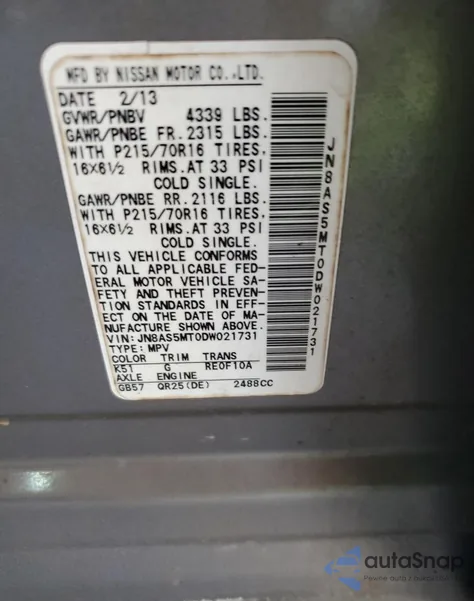 MFD BY NISSAN MOTOR CO.,LTD.
DATE 2/13
GVWR/PNBV 4339 LBS.
GAWR/PNBE FR. 2315 LBS.
WITH P215/70R16 TIRES,
16X6½ RIMS. AT 33 PSI
COLD SINGLE.
GAWR/PNBE RR. 2116 LBS.
WITH P215/70R16 TIRES,
16X6½ RIMS. AT 33 PSI
COLD SINGLE.
THIS VEHICLE CONFORMS
TO ALL APPLICABLE FED-
ERAL MOTOR VEHICLE SA-
FETY AND THEFT PREVEN-
TION STANDARDS IN EFF-
ECT ON THE DATE OF MA-
NUFACTURE SHOWN ABOVE.
VIN: JN8AS5MT0DW021731
TYPE: MPV
COLOR TRIM TRANS
K51 G RE0F10A
AXLE ENGINE
GB57 QR25(DE) 2488CC
JN8AS5MT0DW021731
autaSnap